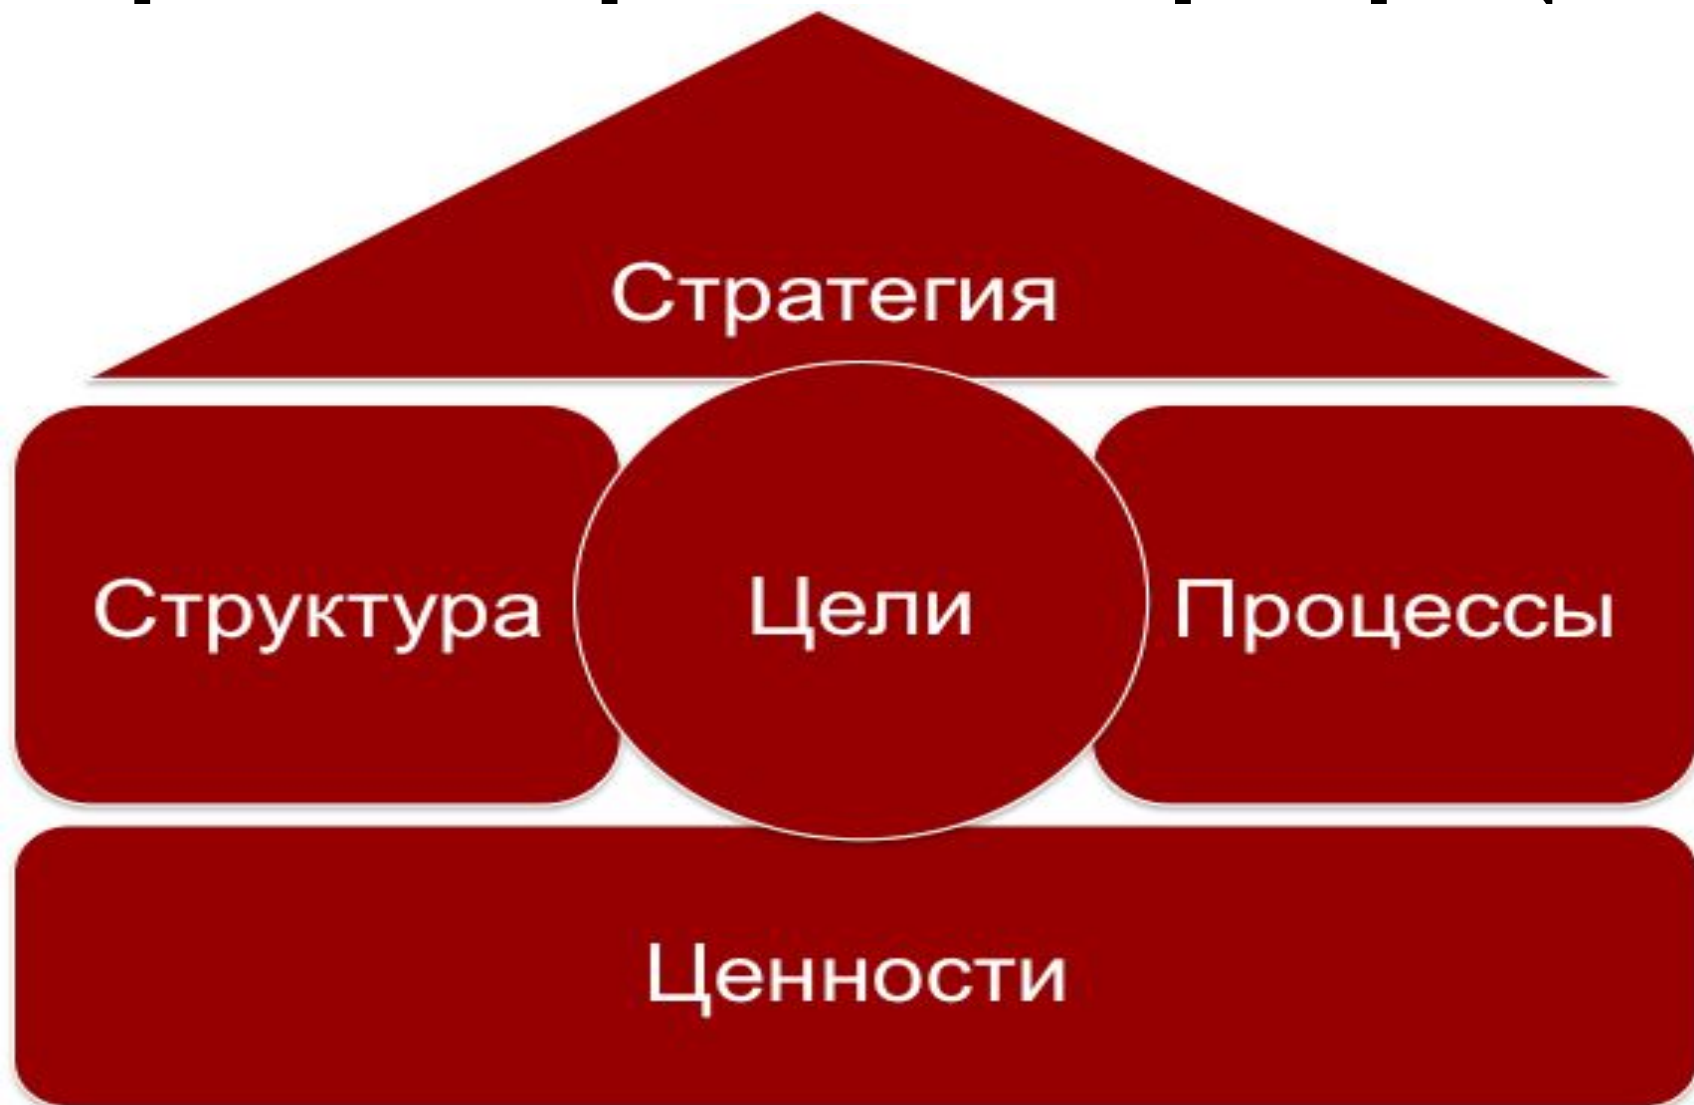 Стратегия
Структура
Цели
Процессы
Ценности